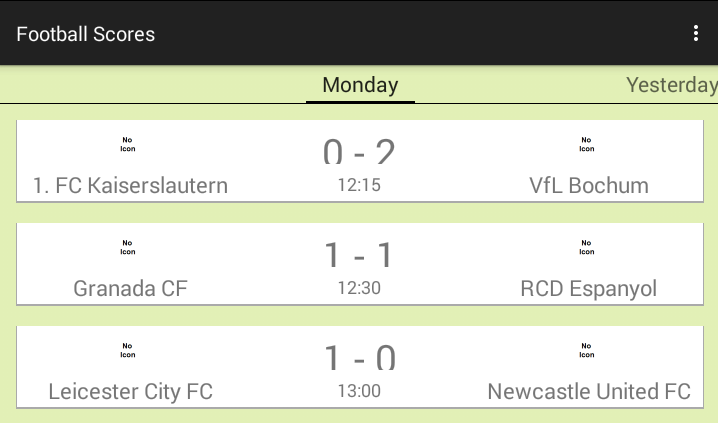 Football Scores
Monday Yesterday
No Icon 0 - 2 No Icon
1. FC Kaiserslautern 12:15 VfL Bochum
No Icon 1 - 1 No Icon
Granada CF 12:30 RCD Espanyol
No Icon 1 - 0 No Icon
Leicester City FC 13:00 Newcastle United FC